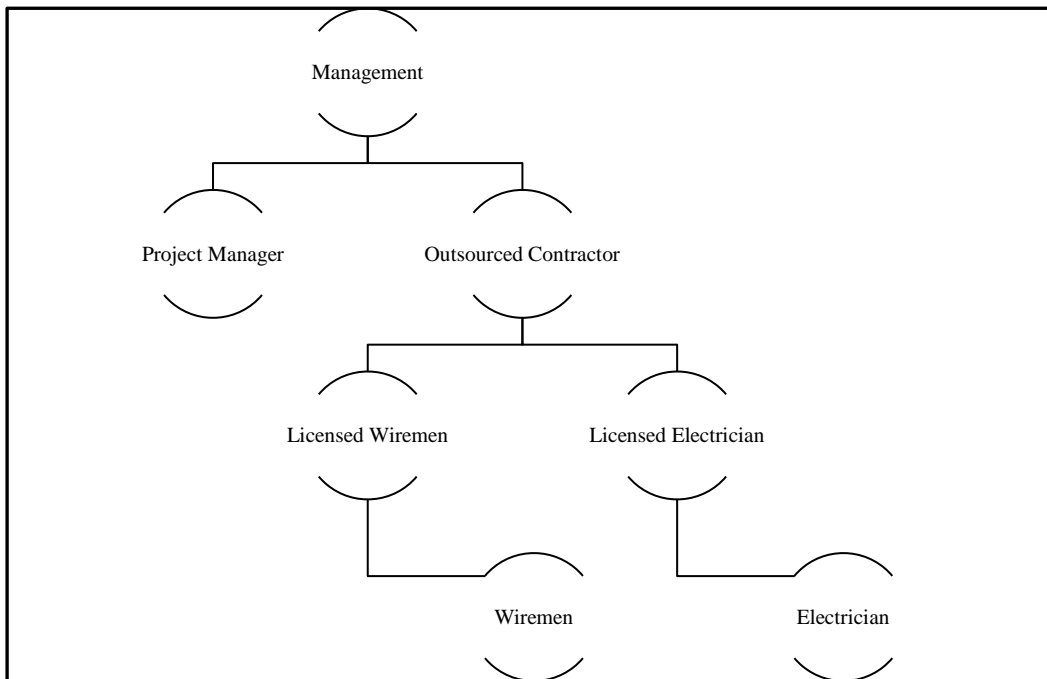 Management
Project Manager
Outsourced Contractor
Licensed Wiremen
Licensed Electrician
Wiremen
Electrician